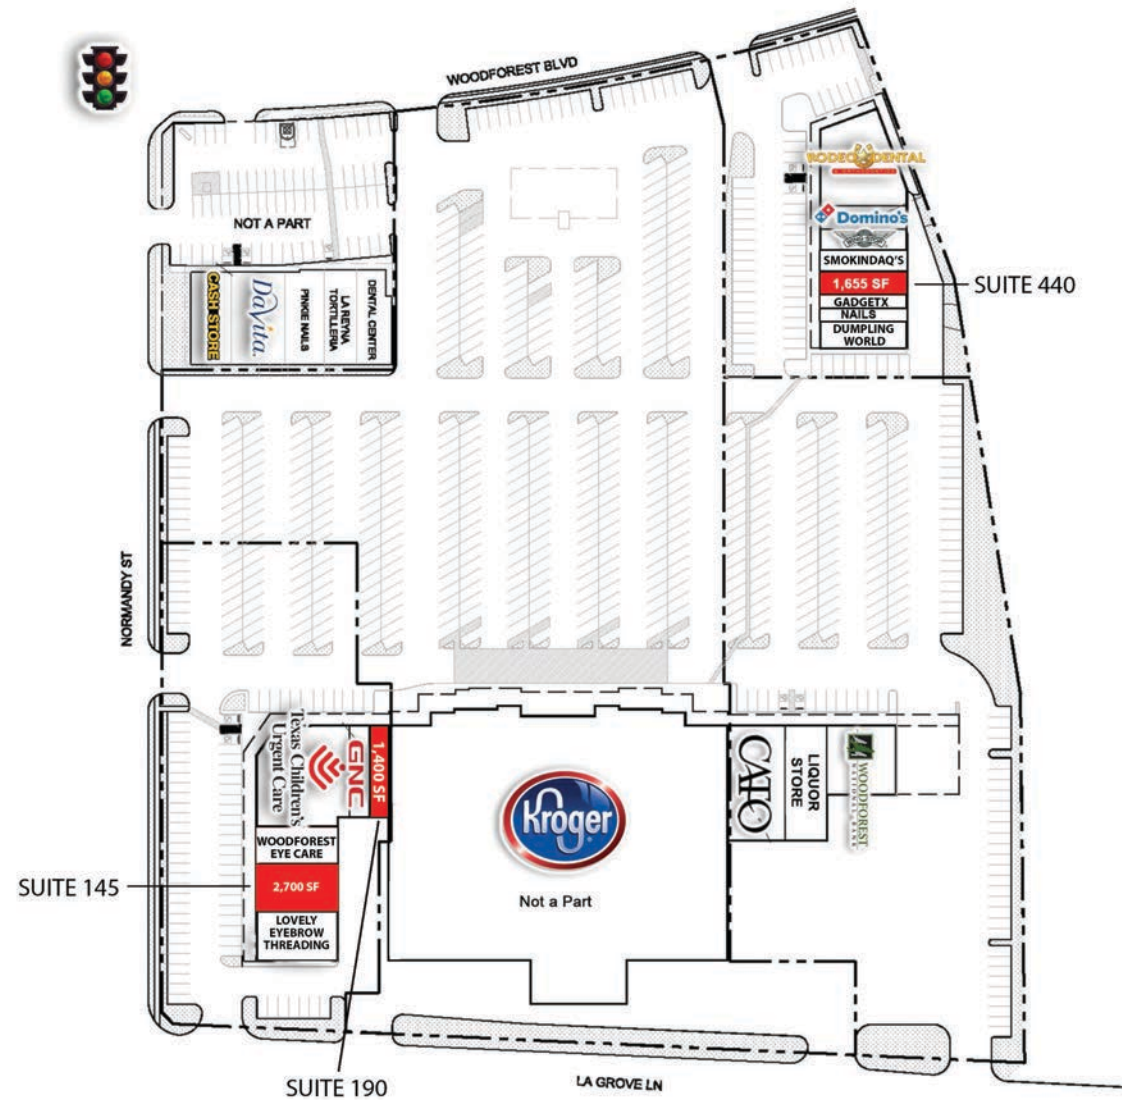 WOODFOREST BLVD
NOT A PART
CASH STORE
DaVita.
PINKIE NAILS
LA REYNA
TORTILLERIA
DENTAL CENTER
RODEO DENTAL
& ORTHODONTICS
Domino's
SMOKINDAQ'S
1,655 SF
SUITE 440
GADGETX
NAILS
DUMPLING
WORLD
NORMANDY ST
Texas Children's
Urgent Care
GNC
1,400 SF
WOODFOREST
EYE CARE
SUITE 145
2,700 SF
LOVELY
EYEBROW
THREADING
Kroger
Not a Part
CATO
LIQUOR
STORE
WOODFOREST
NATIONAL BANK
SUITE 190
LA GROVE LN